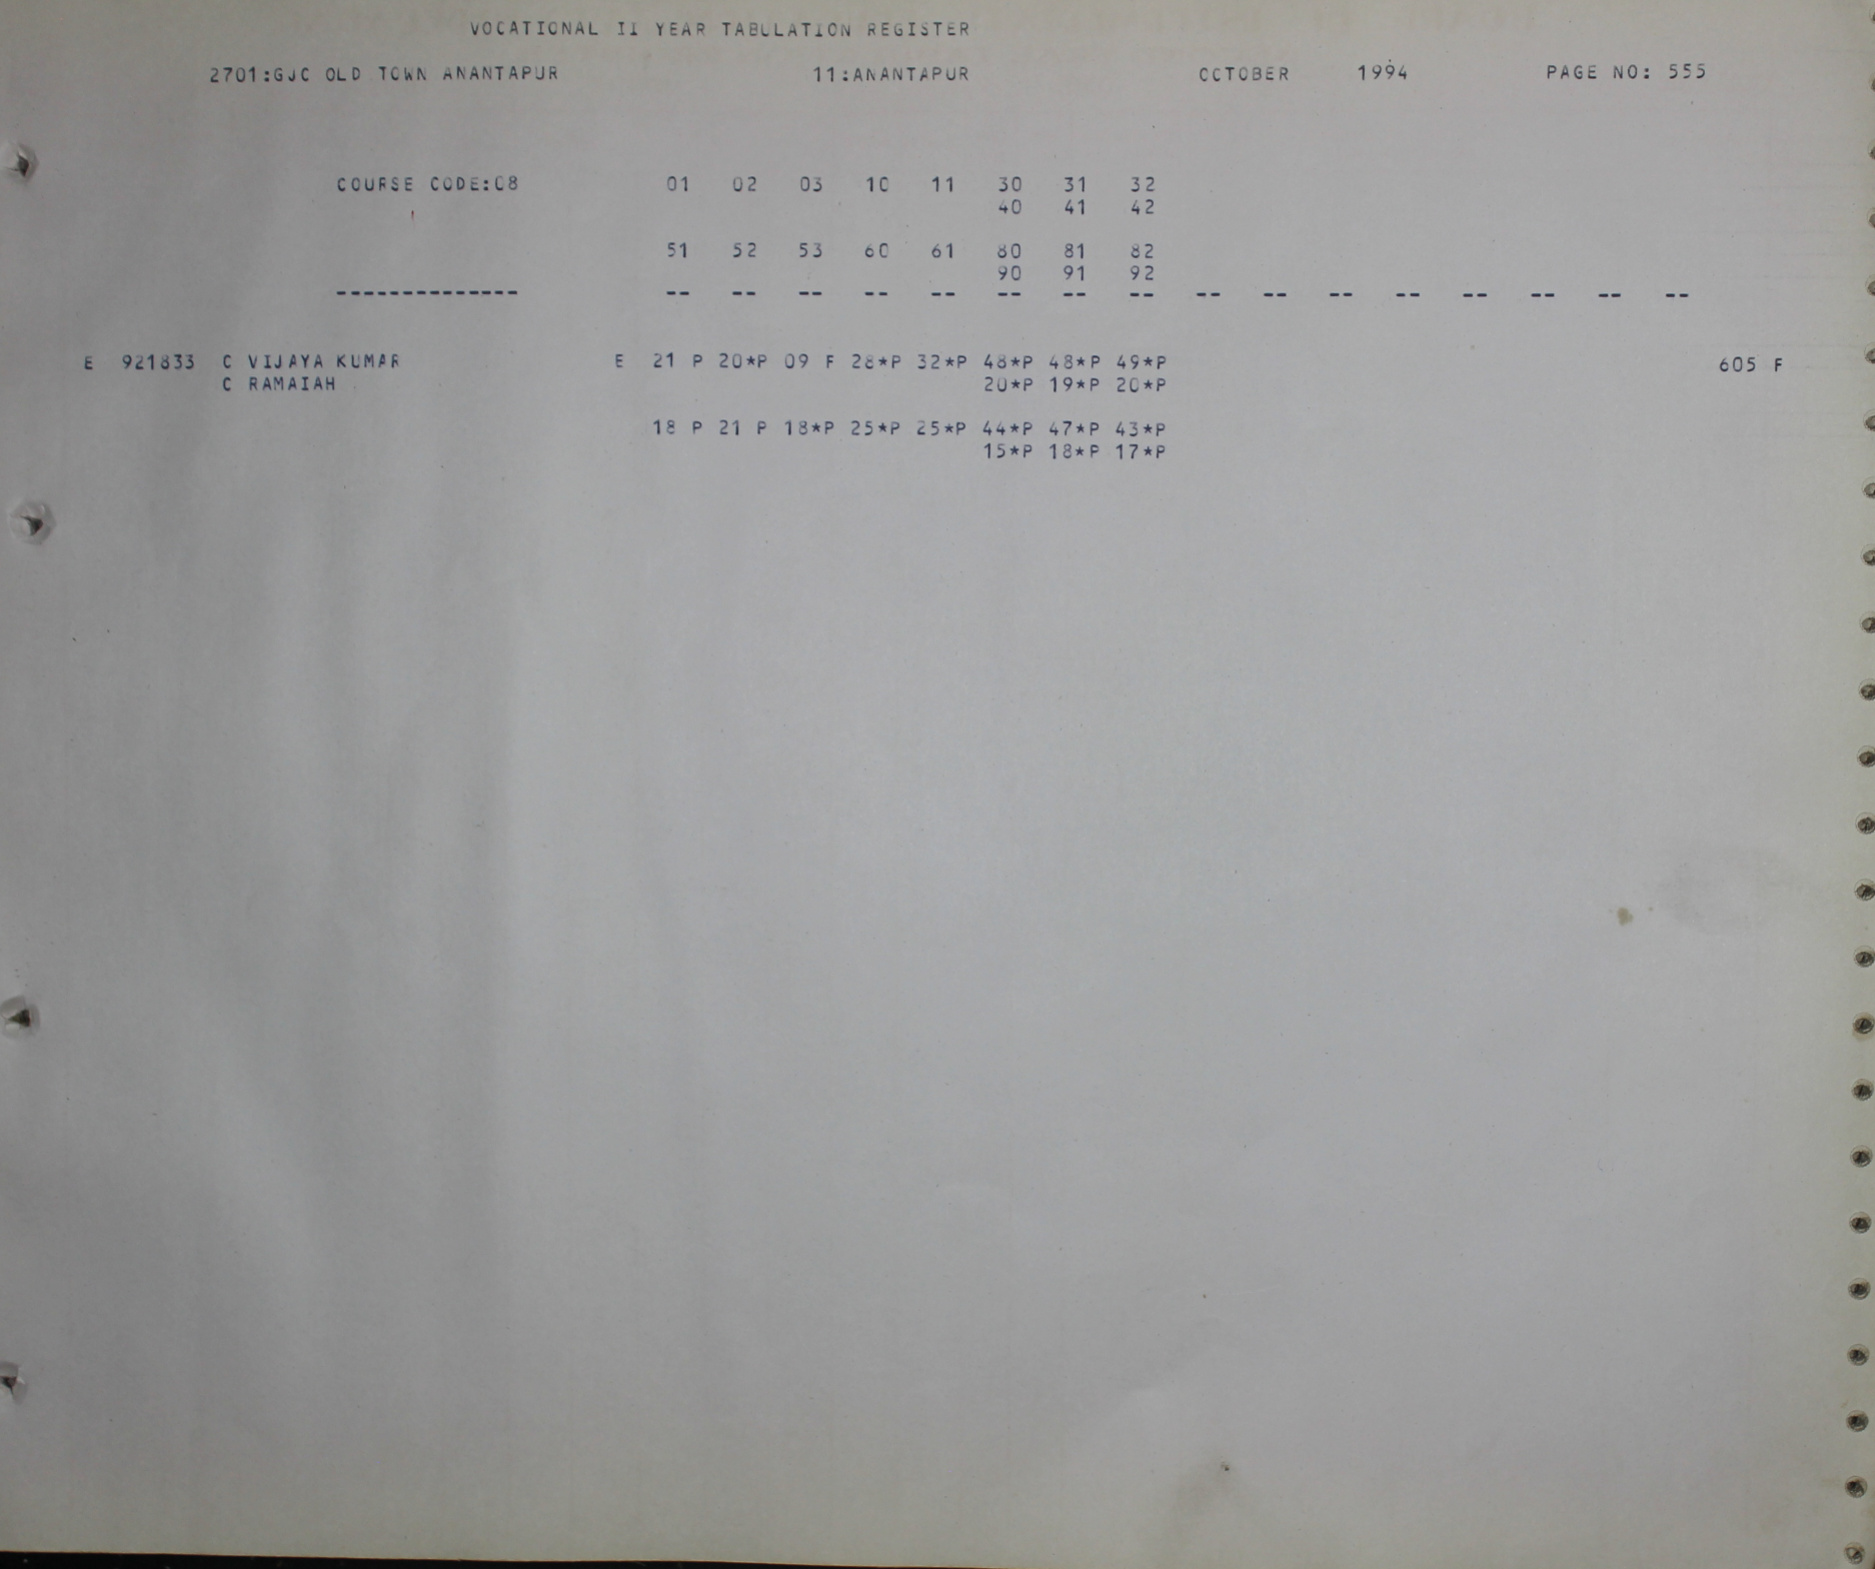 VOCATIONAL II YEAR TABULATION REGISTER
2701:GJC OLD TOWN ANANTAPUR 11:ANANTAPUR OCTOBER 1994 PAGE NO: 555
COURSE CODE:08 01 02 03 10 11 30 31 32
40 41 42
51 52 53 60 61 80 81 82
90 91 92
-------------- -- -- -- -- -- -- -- -- -- -- -- -- -- -- -- --
E 921833 C VIJAYA KUMAR E 21 P 20*P 09 F 28*P 32*P 48*P 48*P 49*P 605 F
C RAMAIAH 20*P 19*P 20*P
18 P 21 P 18*P 25*P 25*P 44*P 47*P 43*P
15*P 18*P 17*P